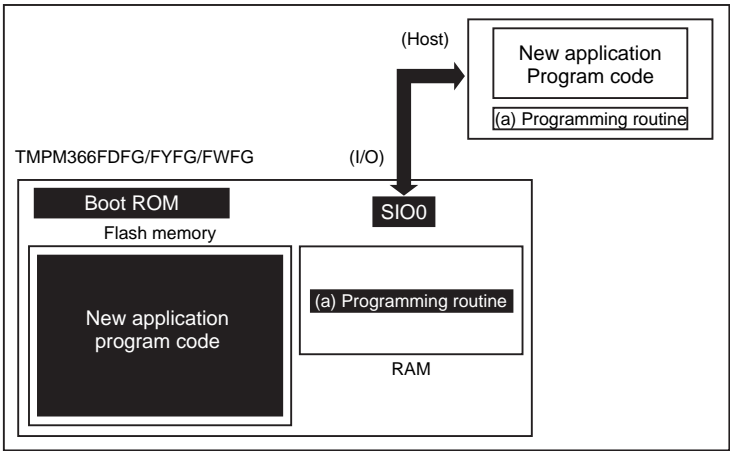 (Host)
New application
Program code
(a) Programming routine
TMPM366FDFG/FYFG/FWFG
(I/O)
Boot ROM
SIO0
Flash memory
New application
program code
(a) Programming routine
RAM